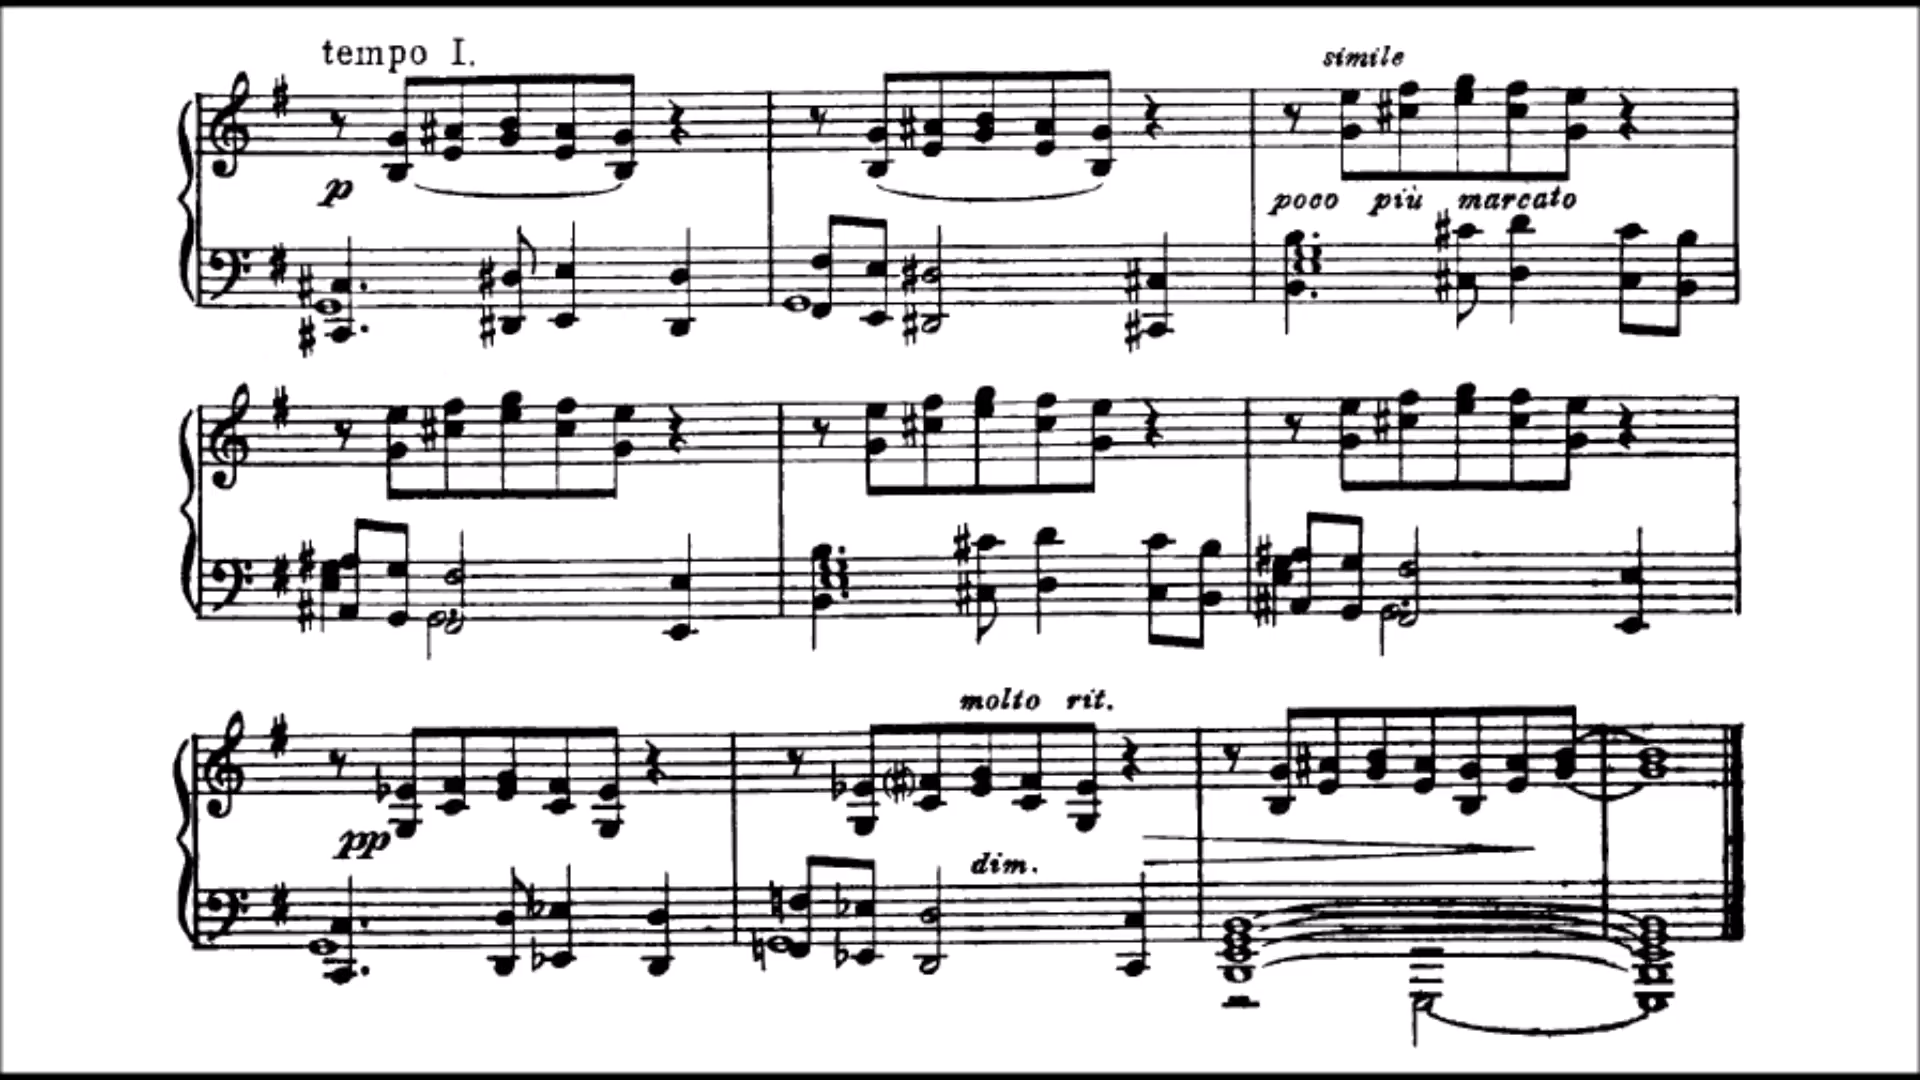 tempo I.
simile
p
poco più marcato
molto rit.
pp
dim.